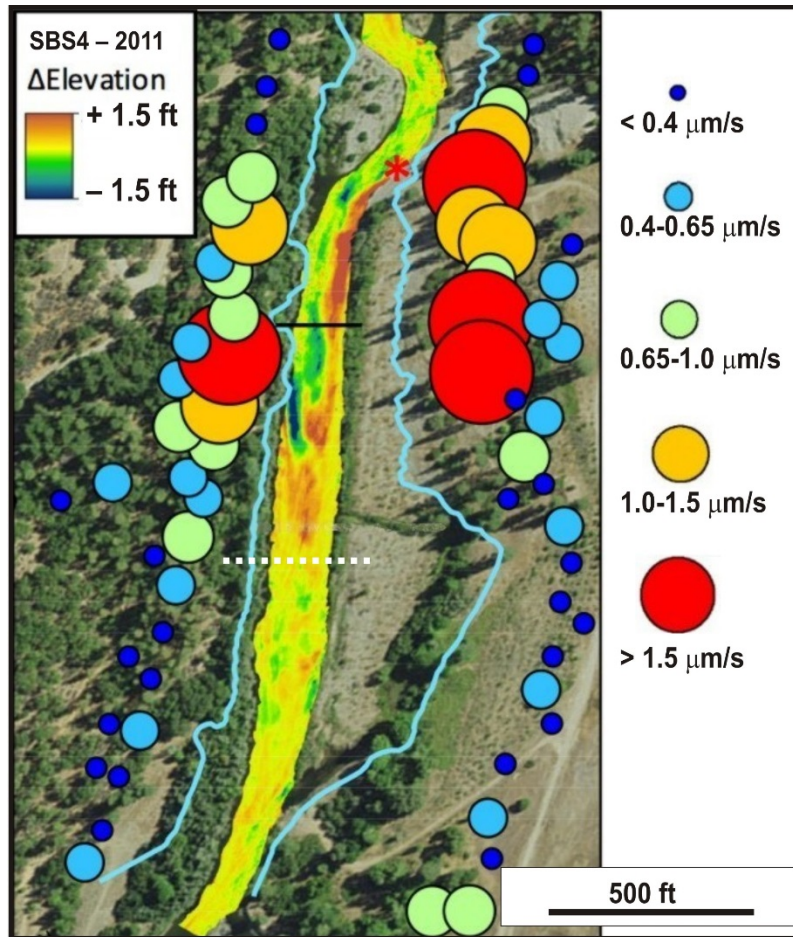 SBS4 – 2011
ΔElevation
+ 1.5 ft
– 1.5 ft
*
< 0.4 μm/s
0.4-0.65 μm/s
0.65-1.0 μm/s
1.0-1.5 μm/s
> 1.5 μm/s
500 ft